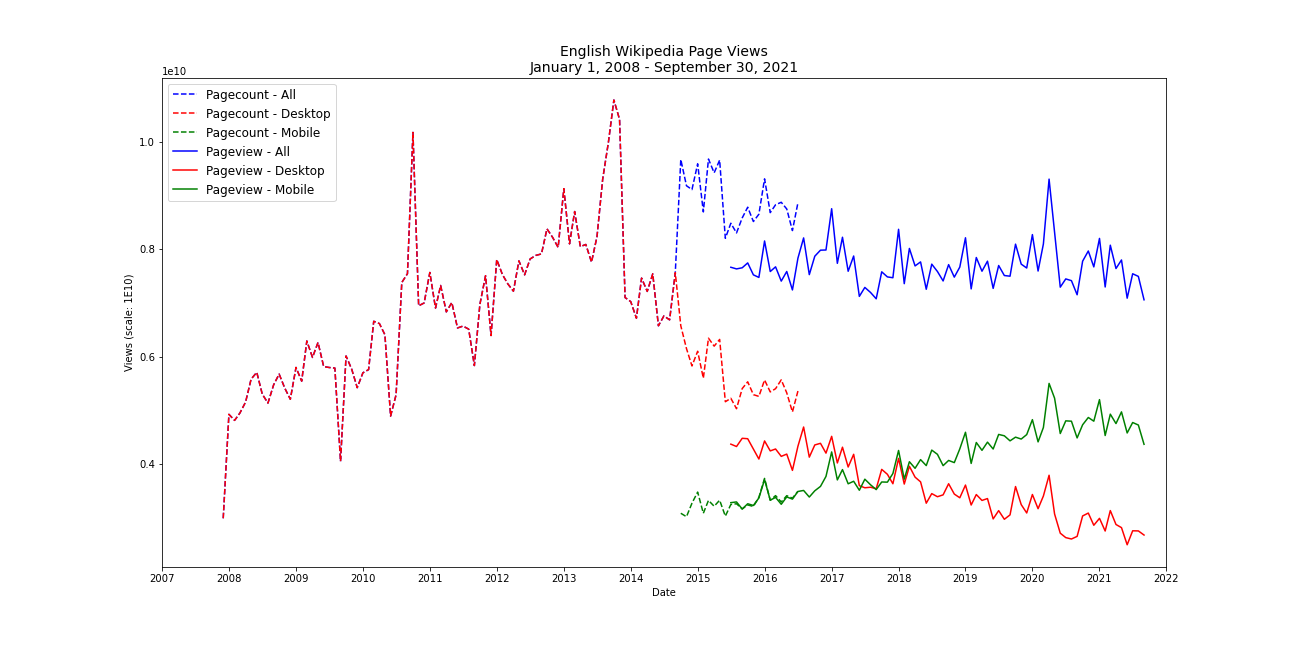 English Wikipedia Page Views
January 1, 2008 - September 30, 2021
1e10
Pagecount - All
Pagecount - Desktop
Pagecount - Mobile
Pageview - All
Pageview - Desktop
Pageview - Mobile
1.0
0.8
0.6
0.4
Views (scale: 1E10)
2007 2008 2009 2010 2011 2012 2013 2014 2015 2016 2017 2018 2019 2020 2021 2022
Date